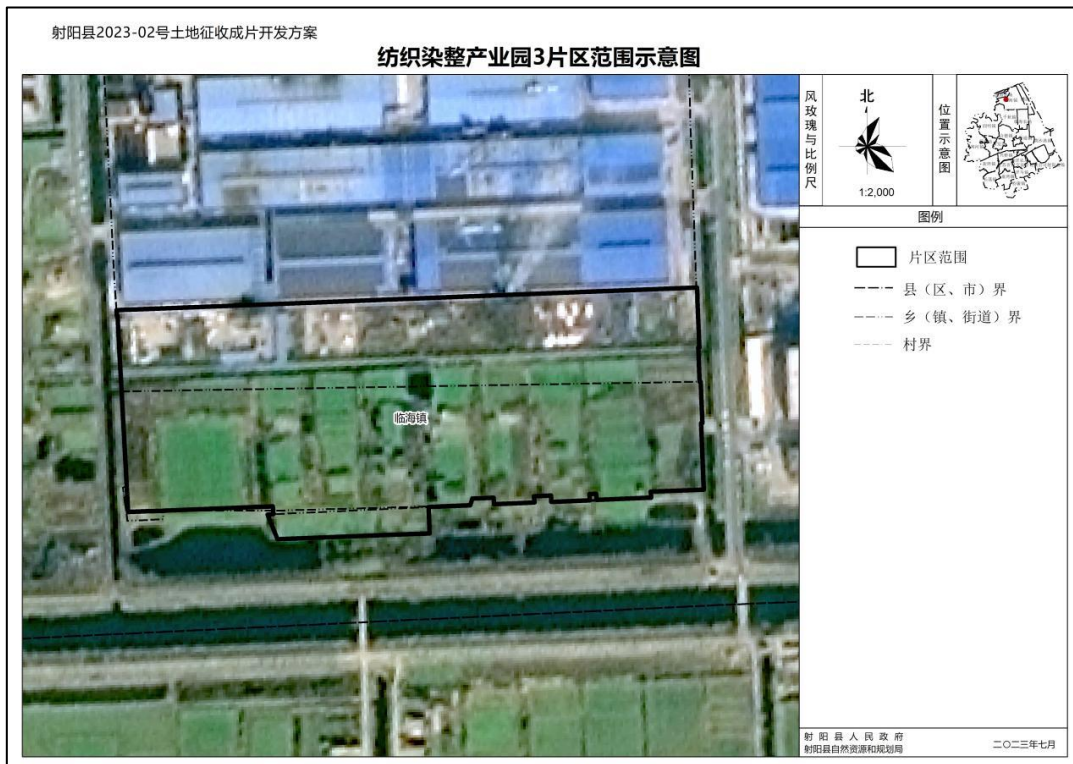 射阳县2023-02号土地征收成片开发方案
纺织染整产业园3片区范围示意图
临海镇
风玫瑰与比例尺
北
1:2,000
位置示意图
图例
片区范围
县（区、市）界
乡（镇、街道）界
村界
射阳县人民政府
射阳县自然资源和规划局
二〇二三年七月